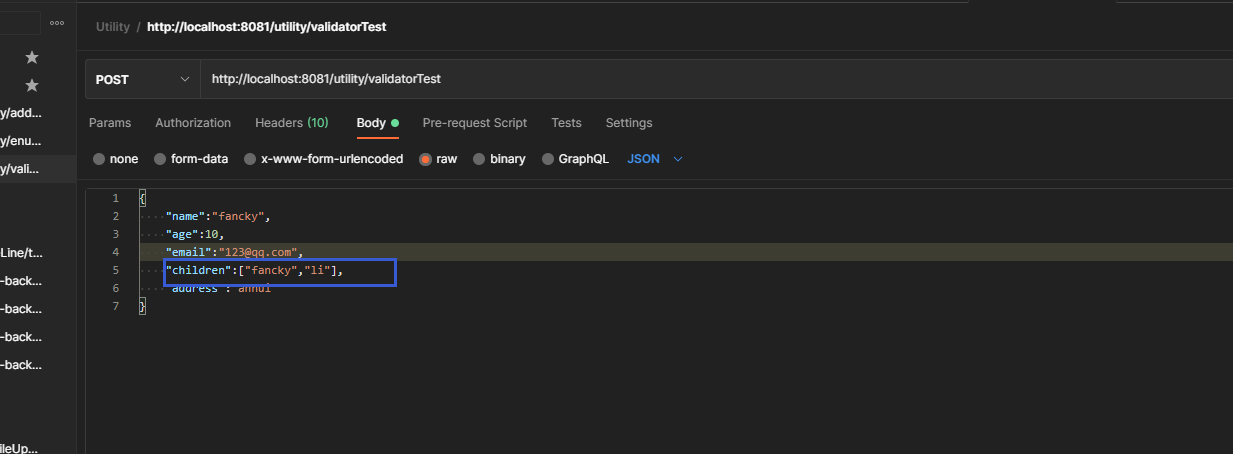 Utility / http://localhost:8081/utility/validatorTest
POST http://localhost:8081/utility/validatorTest
Params Authorization Headers (10) Body Pre-request Script Tests Settings
none form-data x-www-form-urlencoded raw binary GraphQL JSON
1 {
2 "name":"fancky",
3 "age":10,
4 "email":"123@qq.com",
5 "children":["fancky","li"],
6 "address":"anhui"
7 }
y/add...
y/enu...
y/vali...
-Line/t...
-back...
-back...
-back...
-back...
ileUp...